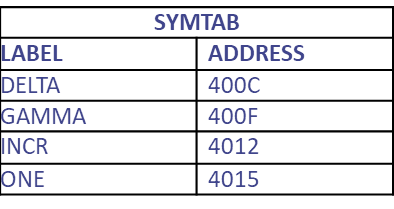 SYMTAB
LABEL ADDRESS
DELTA 400C
GAMMA 400F
INCR 4012
ONE 4015